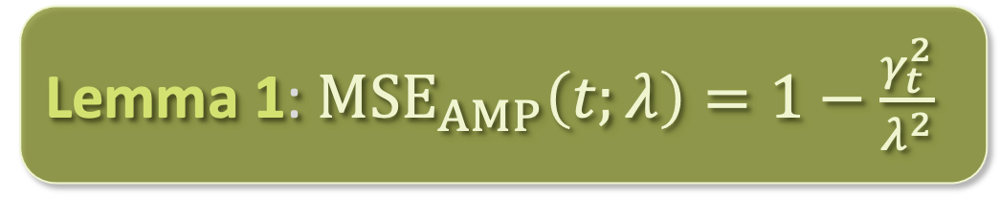 Lemma 1: MSE_AMP(t; λ) = 1 − γ_t^2/λ^2